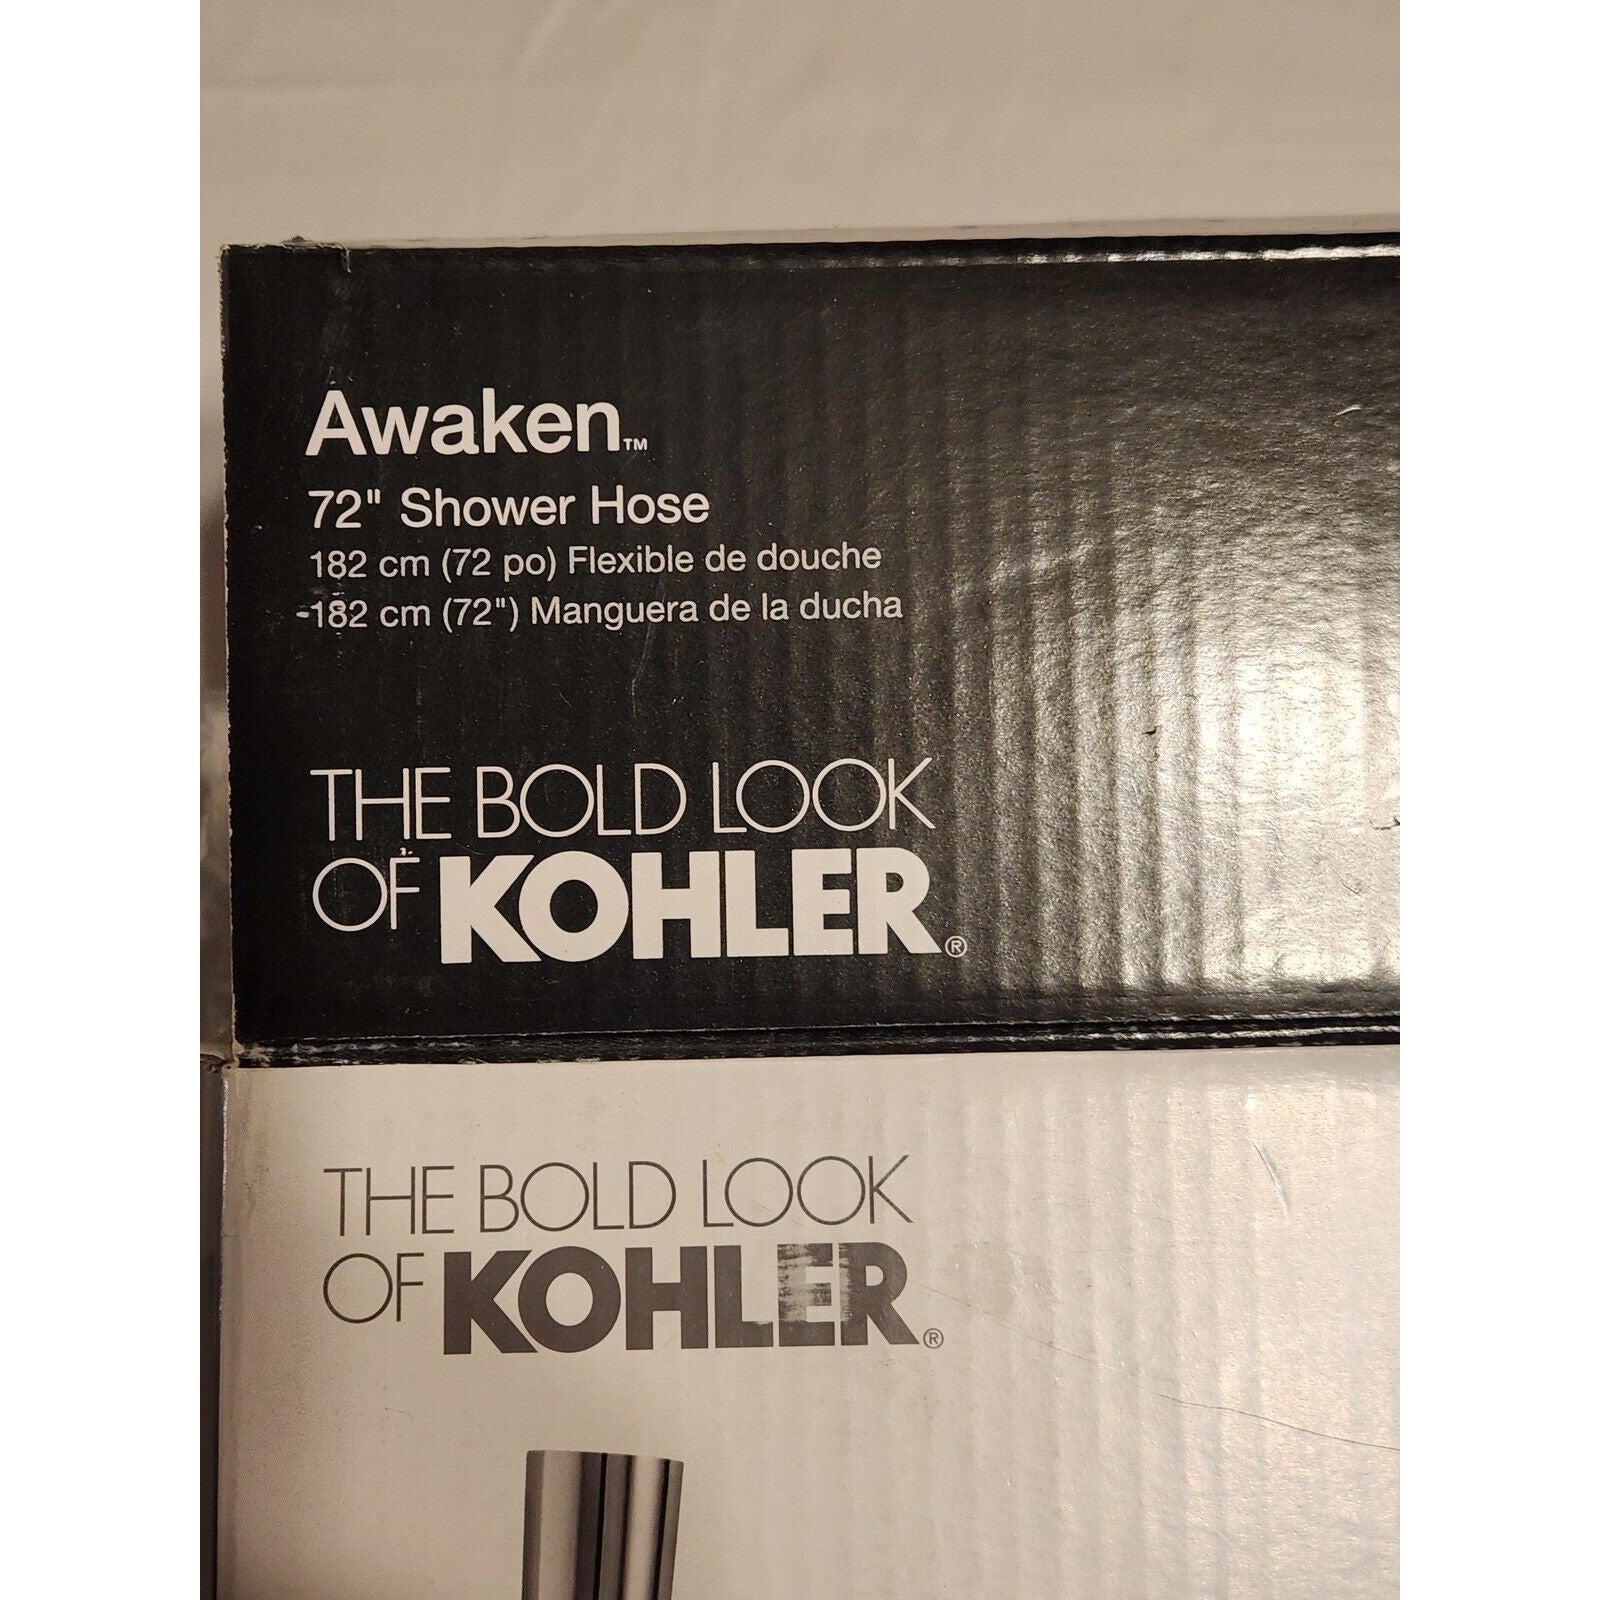 Awaken™
72" Shower Hose
182 cm (72 po) Flexible de douche
182 cm (72") Manguera de la ducha
THE BOLD LOOK
OF KOHLER®
THE BOLD LOOK
OF KOHLER®